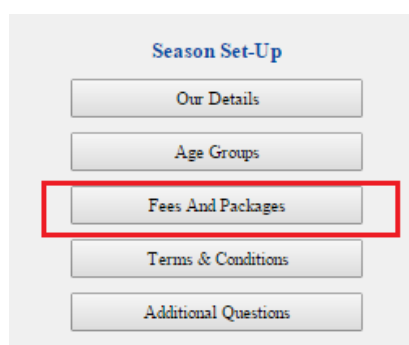 Season Set-Up
Our Details
Age Groups
Fees And Packages
Terms & Conditions
Additional Questions